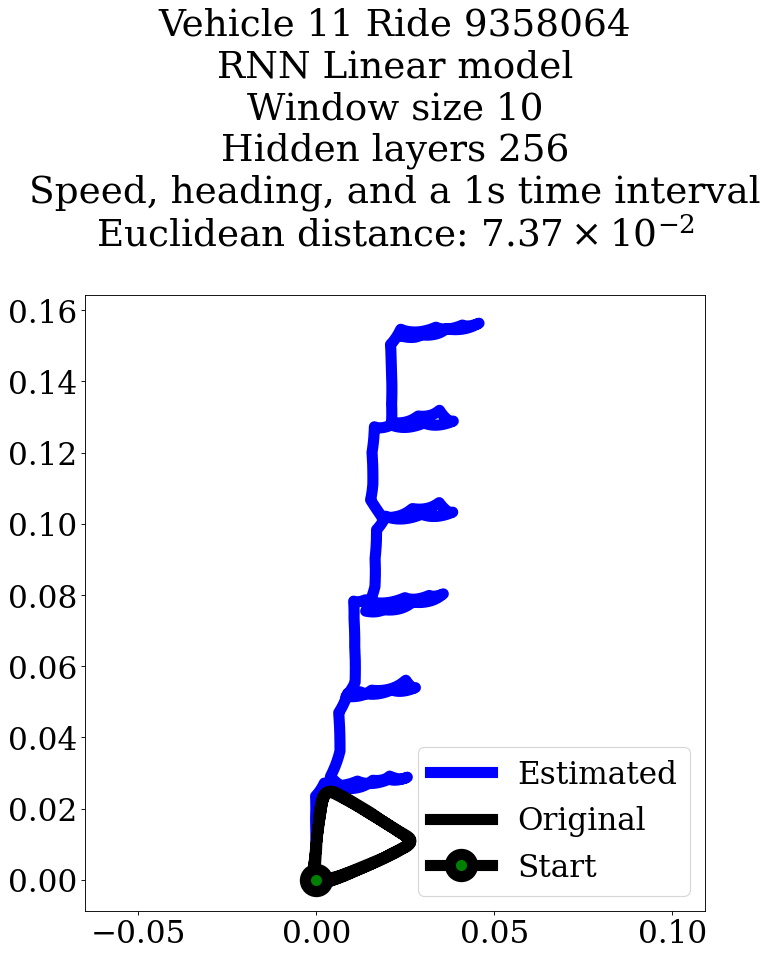 Vehicle 11 Ride 9358064
RNN Linear model
Window size 10
Hidden layers 256
Speed, heading, and a 1s time interval
Euclidean distance: 7.37 × 10⁻²
0.16
0.14
0.12
0.10
0.08
0.06
0.04
0.02
0.00
Estimated
Original
Start
−0.05
0.00
0.05
0.10